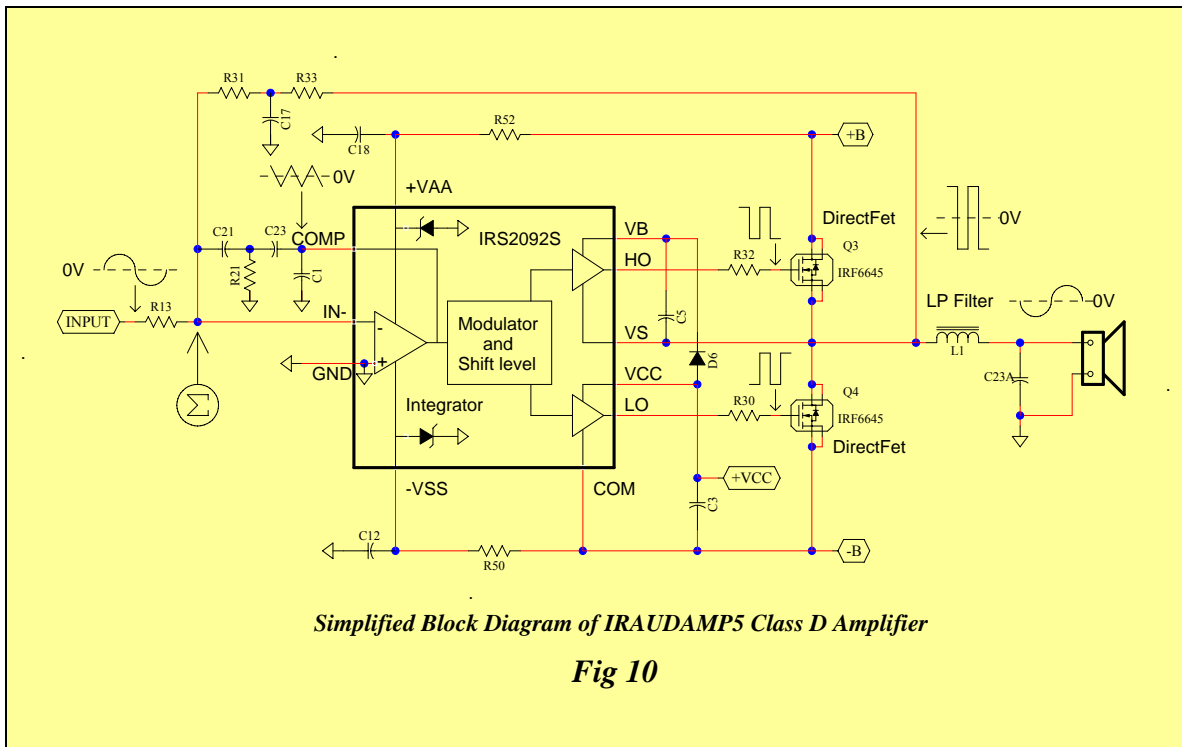 R31
R33
C17
R52
+B
C18
0V
+VAA
DirectFet
0V
IRS2092S
VB
Q3
C21
C23
COMP
HO
R32
IRF6645
0V
R21
C1
LP Filter
0V
INPUT
R13
IN-
-
+
Modulator
and
Shift level
C5
VS
L1
GND
D6
VCC
Q4
C23A
Σ
Integrator
LO
R30
IRF6645
DirectFet
-VSS
COM
+VCC
C3
C12
R50
-B
Simplified Block Diagram of IRAUDAMP5 Class D Amplifier
Fig 10